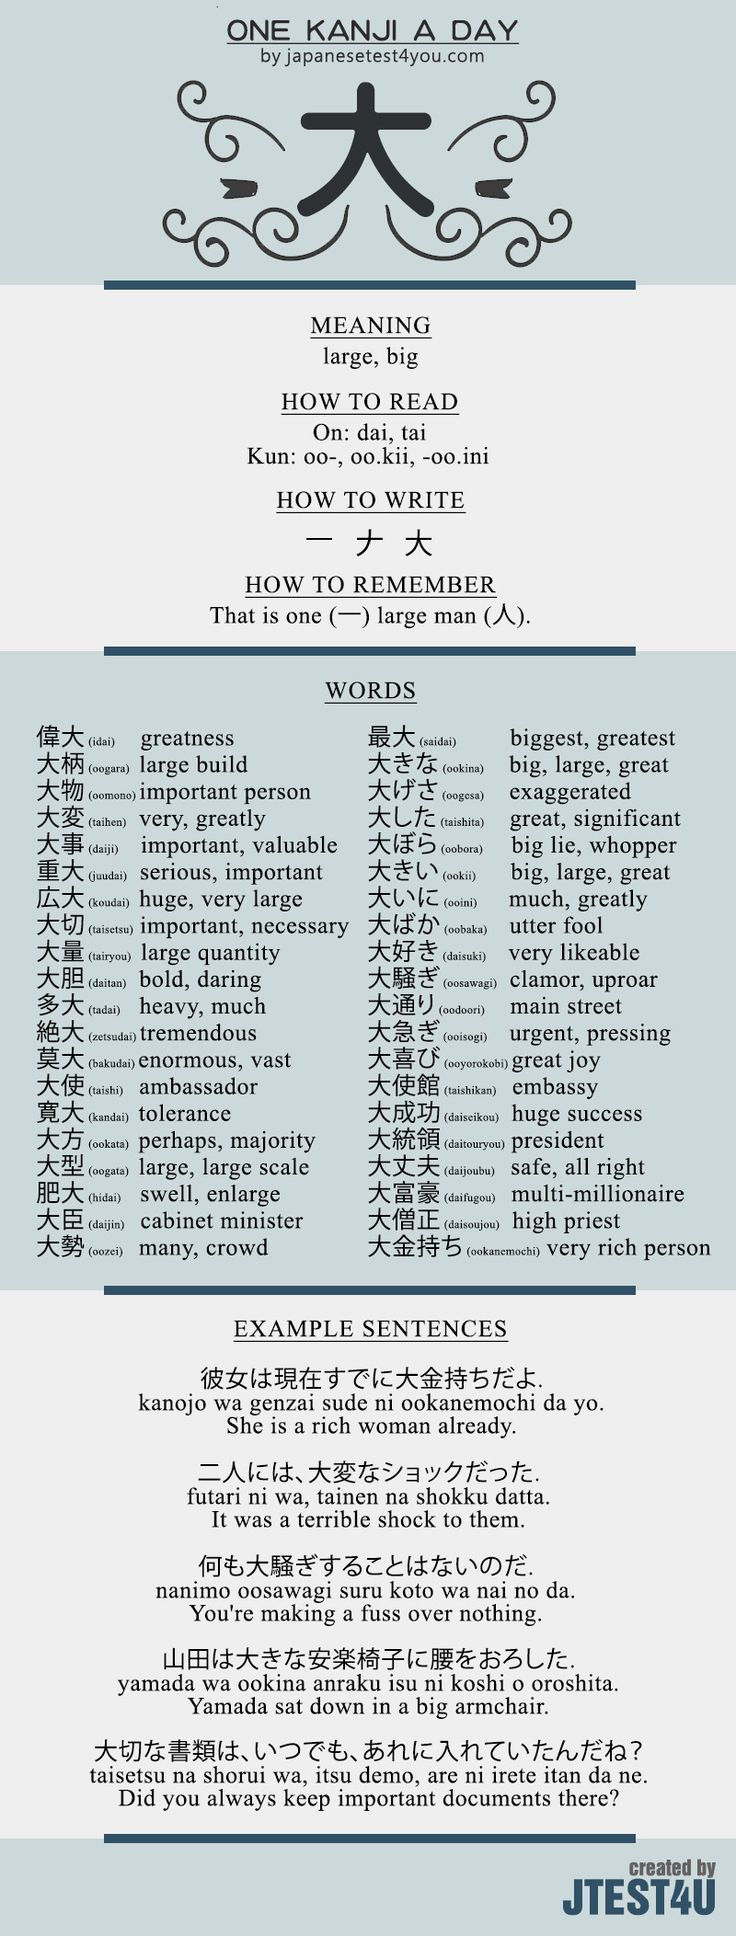 ONE KANJI A DAY
by japanesetest4you.com
大
MEANING
large, big
HOW TO READ
On: dai, tai
Kun: oo-, oo.kii, -oo.ini
HOW TO WRITE
一 ナ 大
HOW TO REMEMBER
That is one (一) large man (人).
WORDS
偉大 (idai) greatness
大柄 (oogara) large build
大物 (oomono) important person
大変 (taihen) very, greatly
大事 (daiji) important, valuable
重大 (juudai) serious, important
広大 (koudai) huge, very large
大切 (taisetsu) important, necessary
大量 (tairyou) large quantity
大胆 (daitan) bold, daring
多大 (tadai) heavy, much
絶大 (zetsudai) tremendous
莫大 (bakudai) enormous, vast
大使 (taishi) ambassador
寛大 (kandai) tolerance
大方 (ookata) perhaps, majority
大型 (oogata) large, large scale
肥大 (hidai) swell, enlarge
大臣 (daijin) cabinet minister
大勢 (oozei) many, crowd
最大 (saidai) biggest, greatest
大きな (ookina) big, large, great
大げさ (oogesa) exaggerated
大した (taishita) great, significant
大ぼら (oobora) big lie, whopper
大きい (ookii) big, large, great
大いに (ooini) much, greatly
大ばか (oobaka) utter fool
大好き (daisuki) very likeable
大騒ぎ (oosawagi) clamor, uproar
大通り (oodoori) main street
大急ぎ (ooisogi) urgent, pressing
大喜び (ooyorokobi) great joy
大使館 (taishikan) embassy
大成功 (daiseikou) huge success
大統領 (daitouryou) president
大丈夫 (daijoubu) safe, all right
大富豪 (daifugou) multi-millionaire
大僧正 (daisoujou) high priest
大金持ち (ookanemochi) very rich person
EXAMPLE SENTENCES
彼女は現在すでに大金持ちだよ.
kanojo wa genzai sude ni ookanemochi da yo.
She is a rich woman already.
二人には、大変なショックだった.
futari ni wa, tainen na shokku datta.
It was a terrible shock to them.
何も大騒ぎすることはないのだ.
nanimo oosawagi suru koto wa nai no da.
You're making a fuss over nothing.
山田は大きな安楽椅子に腰をおろした.
yamada wa ookina anraku isu ni koshi o oroshita.
Yamada sat down in a big armchair.
大切な書類は、いつでも、あれに入れていたんだね？
taisetsu na shorui wa, itsu demo, are ni irete itan da ne.
Did you always keep important documents there?
created by
JTEST4U